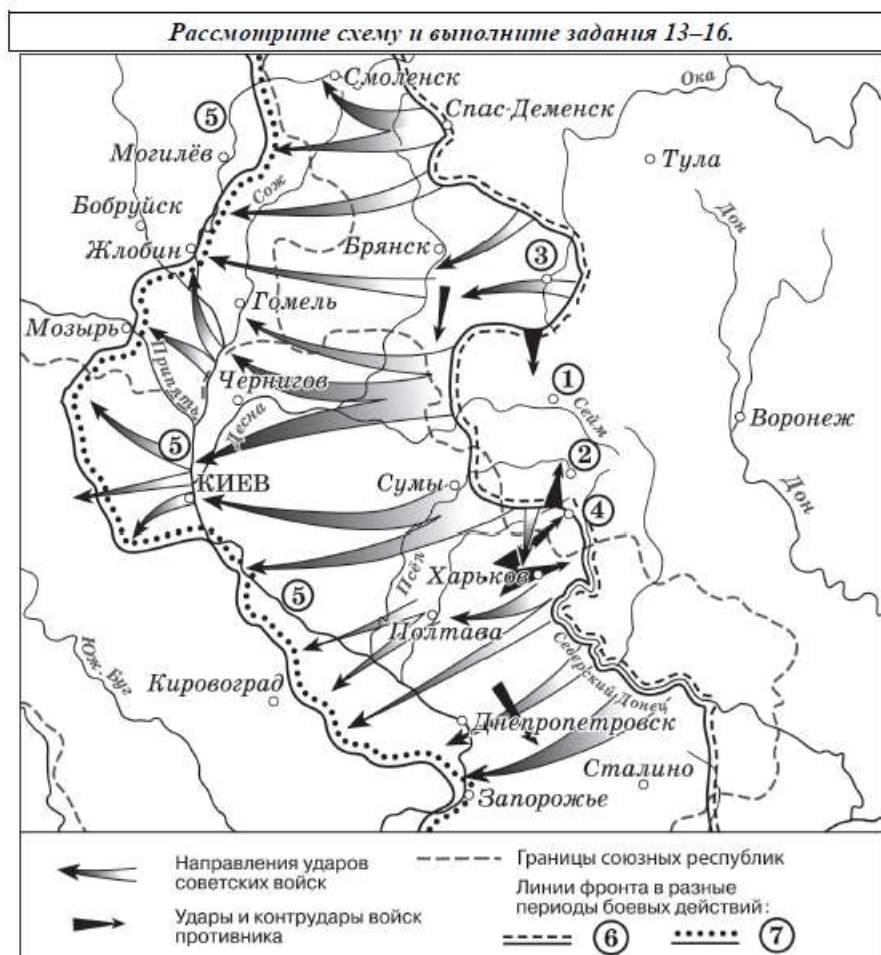 Рассмотрите схему и выполните задания 13–16.
Смоленск
Ока
5
Спас-Деменск
Могилёв
Тула
Сож
Дон
Бобруйск
Жлобин
Брянск
3
Гомель
Мозырь
Припять
Чернигов
1
Десна
Сейм
Воронеж
5
2
Дон
КИЕВ
Сумы
4
Псёл
Харьков
5
Полтава
Юж. Буг
Северский Донец
Кировоград
Днепропетровск
Сталино
Запорожье
Направления ударов
советских войск
Удары и контрудары войск
противника
Границы союзных республик
Линии фронта в разные
периоды боевых действий:
6
7